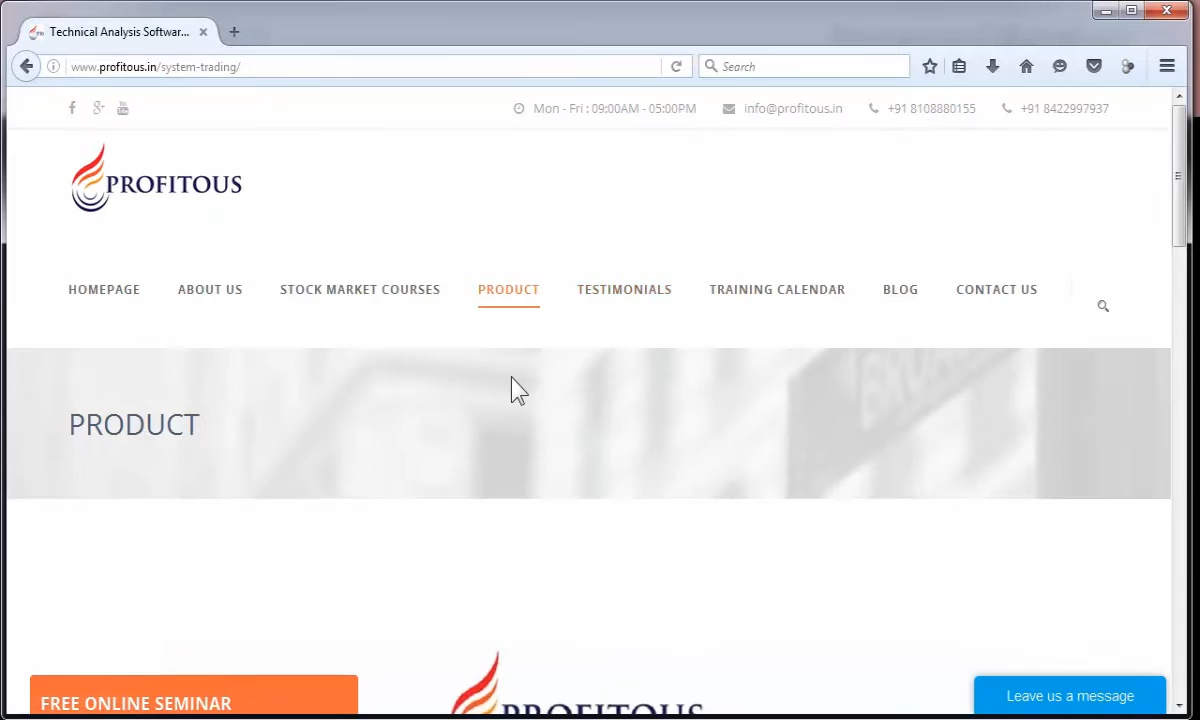 Technical Analysis Softwar...
www.profitous.in/system-trading/
Search
Mon - Fri : 09:00AM - 05:00PM
info@profitous.in
+91 8108880155
+91 8422997937
PROFITOUS
HOMEPAGE
ABOUT US
STOCK MARKET COURSES
PRODUCT
TESTIMONIALS
TRAINING CALENDAR
BLOG
CONTACT US
PRODUCT
FREE ONLINE SEMINAR
PROFITOUS
Leave us a message